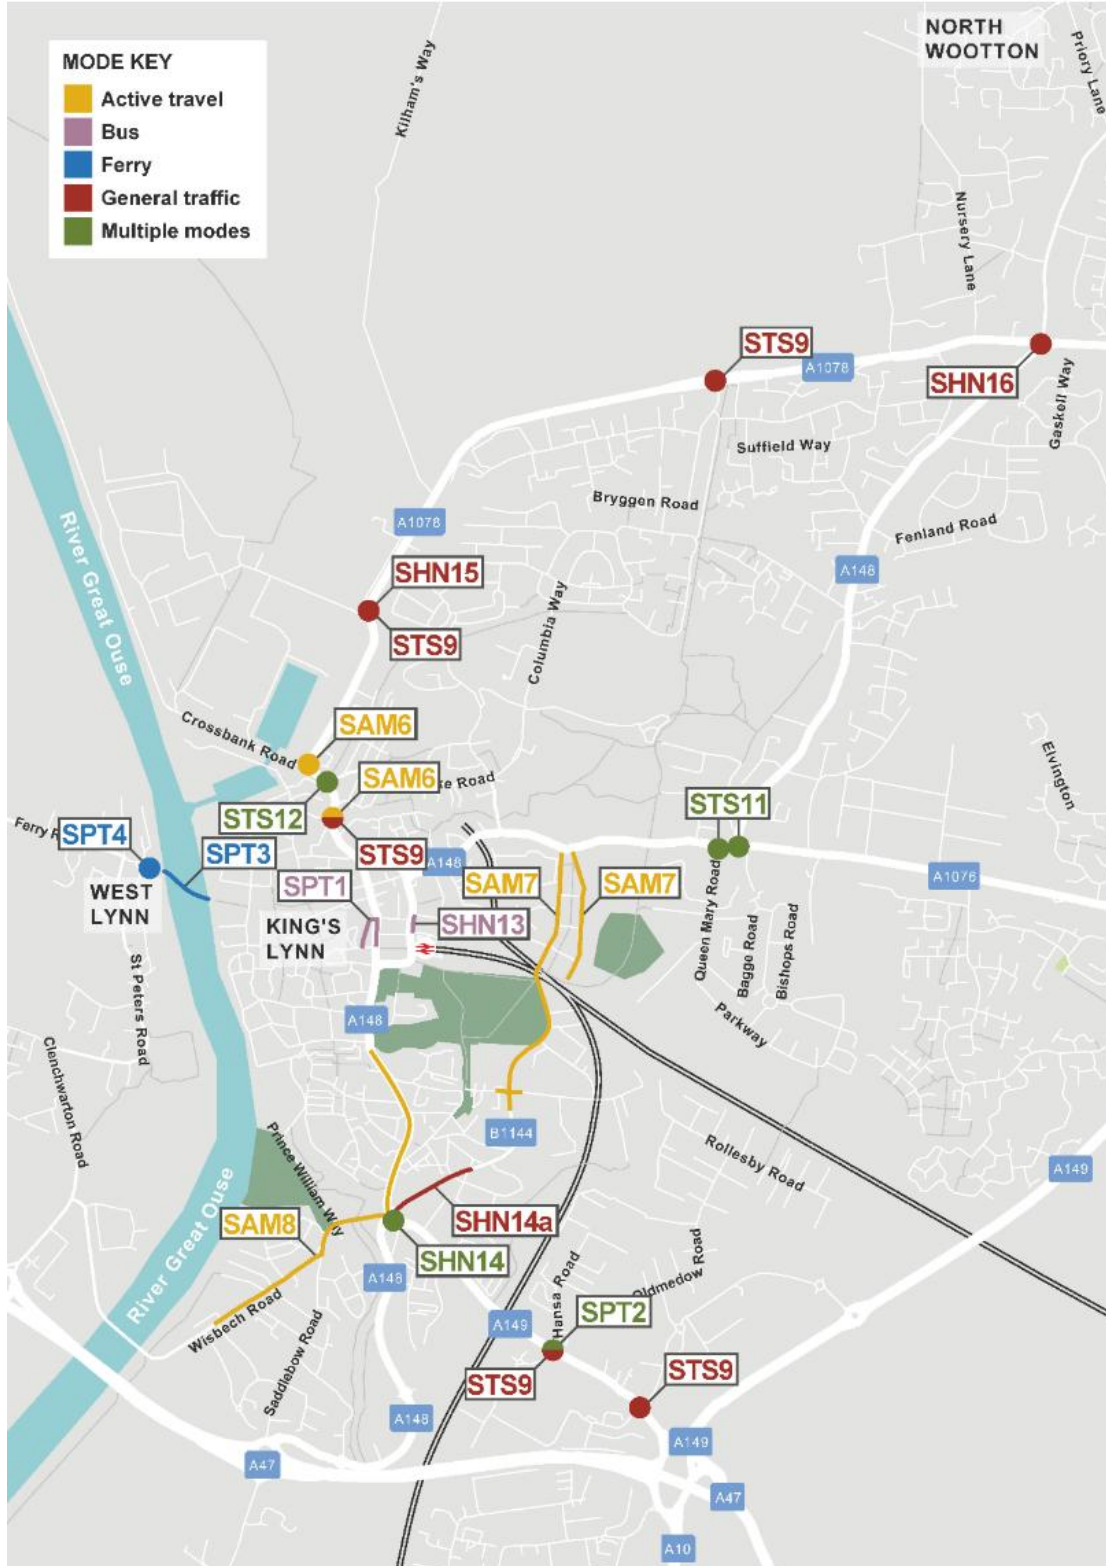 NORTH
WOOTTON
MODE KEY
Active travel
Bus
Ferry
General traffic
Multiple modes
Kilham's Way
Priory Lane
Nursery Lane
STS9
A1078
SHN16
Gaskell Way
Suffield Way
Bryggen Road
A1078
Fenland Road
A148
SHN15
STS9
Columbia Way
River Great Ouse
Crossbank Road
SAM6
SAM6
ke Road
STS12
STS9
A148
STS11
Elvington
Ferry R
SPT4
SPT3
WEST
LYNN
SPT1
SAM7
SAM7
A1076
KING'S
LYNN
SHN13
Queen Mary Road
Bagge Road
Bishops Road
Parkway
St Peters Road
A148
Clenchwarton Road
B1144
Prince William Way
Rollesby Road
A149
SAM8
SHN14a
SHN14
River Great Ouse
A148
Hansa Road
Oldmedow Road
SPT2
A149
Wisbech Road
Saddlebow Road
STS9
STS9
A148
A149
A47
A47
A10